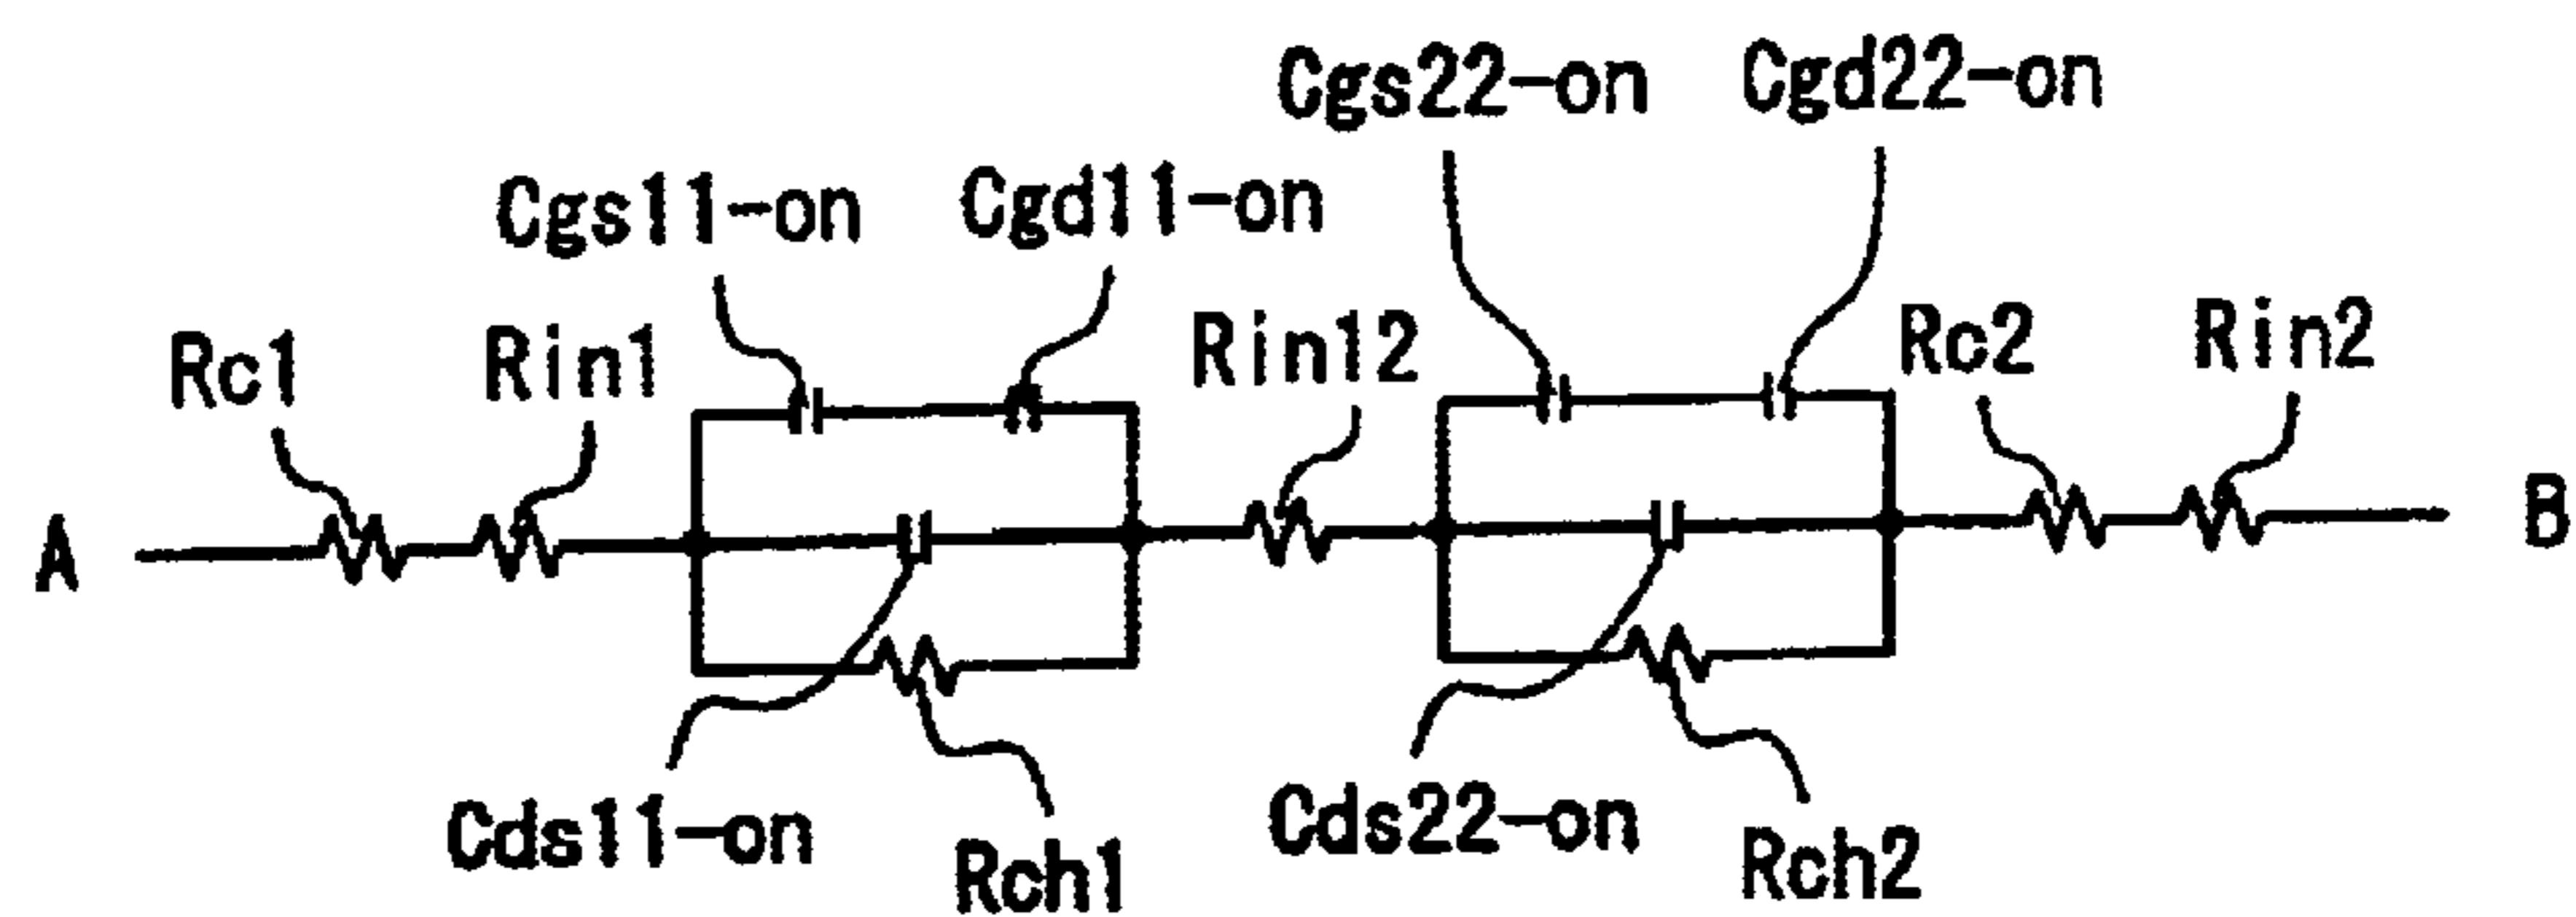 Cgs22-on Cgd22-on
Cgs11-on Cgd11-on
Rc1 Rin1 Rin12 Rc2 Rin2
A B
Cds11-on Rch1 Cds22-on Rch2